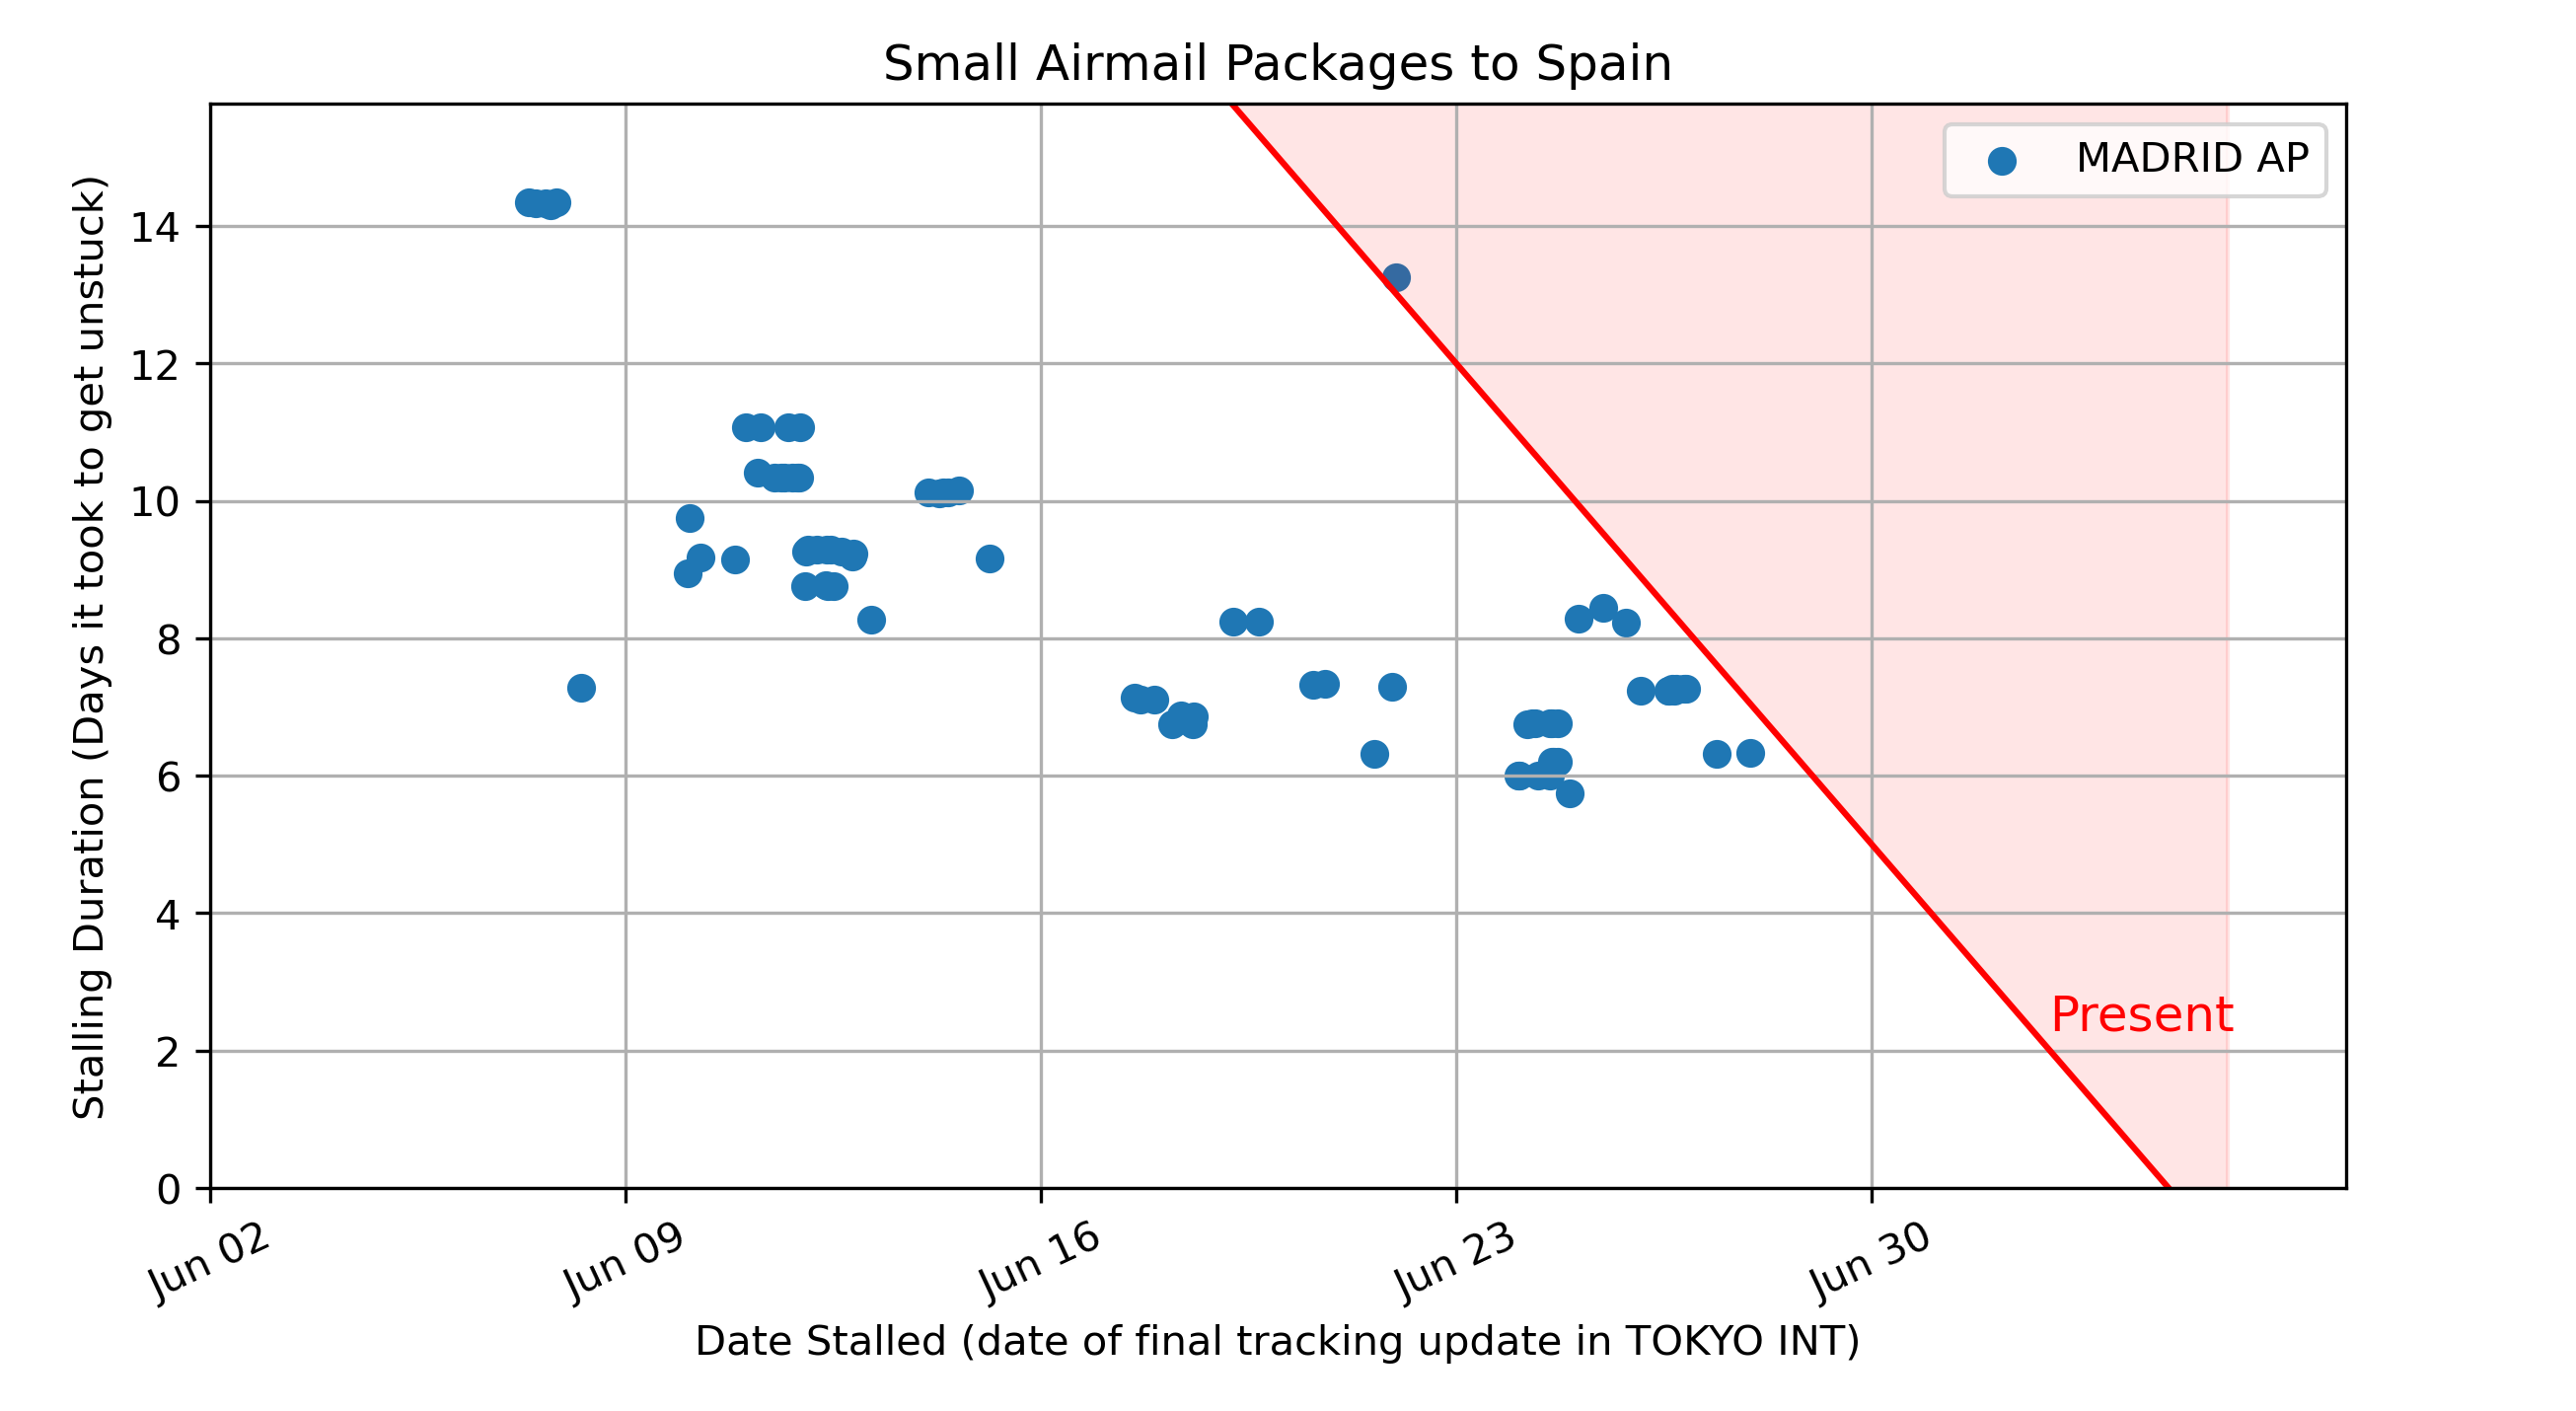 Small Airmail Packages to Spain
MADRID AP
Stalling Duration (Days it took to get unstuck)
14
12
10
8
6
4
2
0
Present
Jun 02
Jun 09
Jun 16
Jun 23
Jun 30
Date Stalled (date of final tracking update in TOKYO INT)